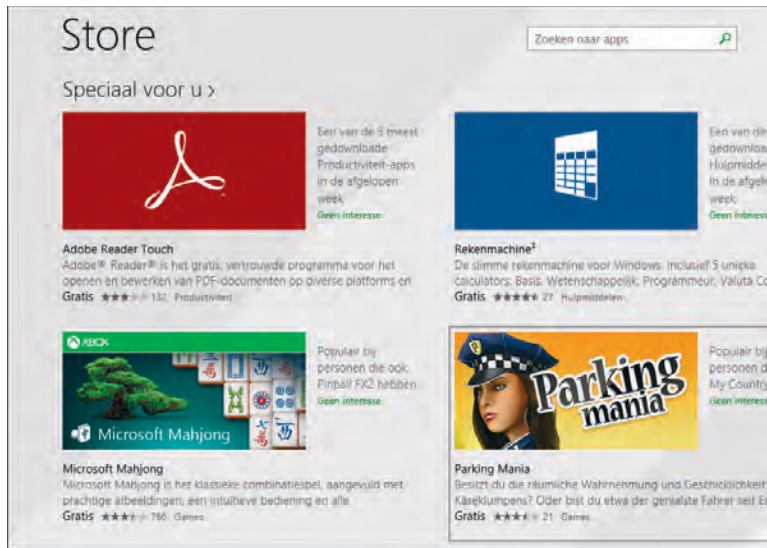 Store
Zoeken naar apps
Speciaal voor u
Een van de 5 meest
gedownloade
Productiviteit-apps
in de afgelopen
week
Geen interesse
Adobe Reader Touch
Adobe® Reader® is het gratis, vertrouwde programma voor het
openen en bewerken van PDF-documenten op diverse platforms en
Gratis 132 Productiviteit
Een van de
gedownloa
Hulpmidde
in de afgel
week
Geen interess
Rekenmachine²
De slimme rekenmachine voor Windows. Inclusief 5 unieke
calculators: Basis, Wetenschappelijk, Programmeur, Valuta Co
Gratis 27 Hulpmiddelen
XBOX
Microsoft Mahjong
Populair bij
personen die ook
Pinball FX2 hebben
Geen interesse
Microsoft Mahjong
Microsoft Mahjong is het klassieke combinatiespel, aangevuld met
prachtige afbeeldingen, een intuïtieve bediening en alle
Gratis 766 Games
Parking
mania
Populair bij
personen d
My Country
Geen interess
Parking Mania
Besitzt du die räumliche Wahrnehmung und Geschicklichkeit
Käseklumpens? Oder bist du etwa der genialste Fahrer seit
Gratis 21 Games